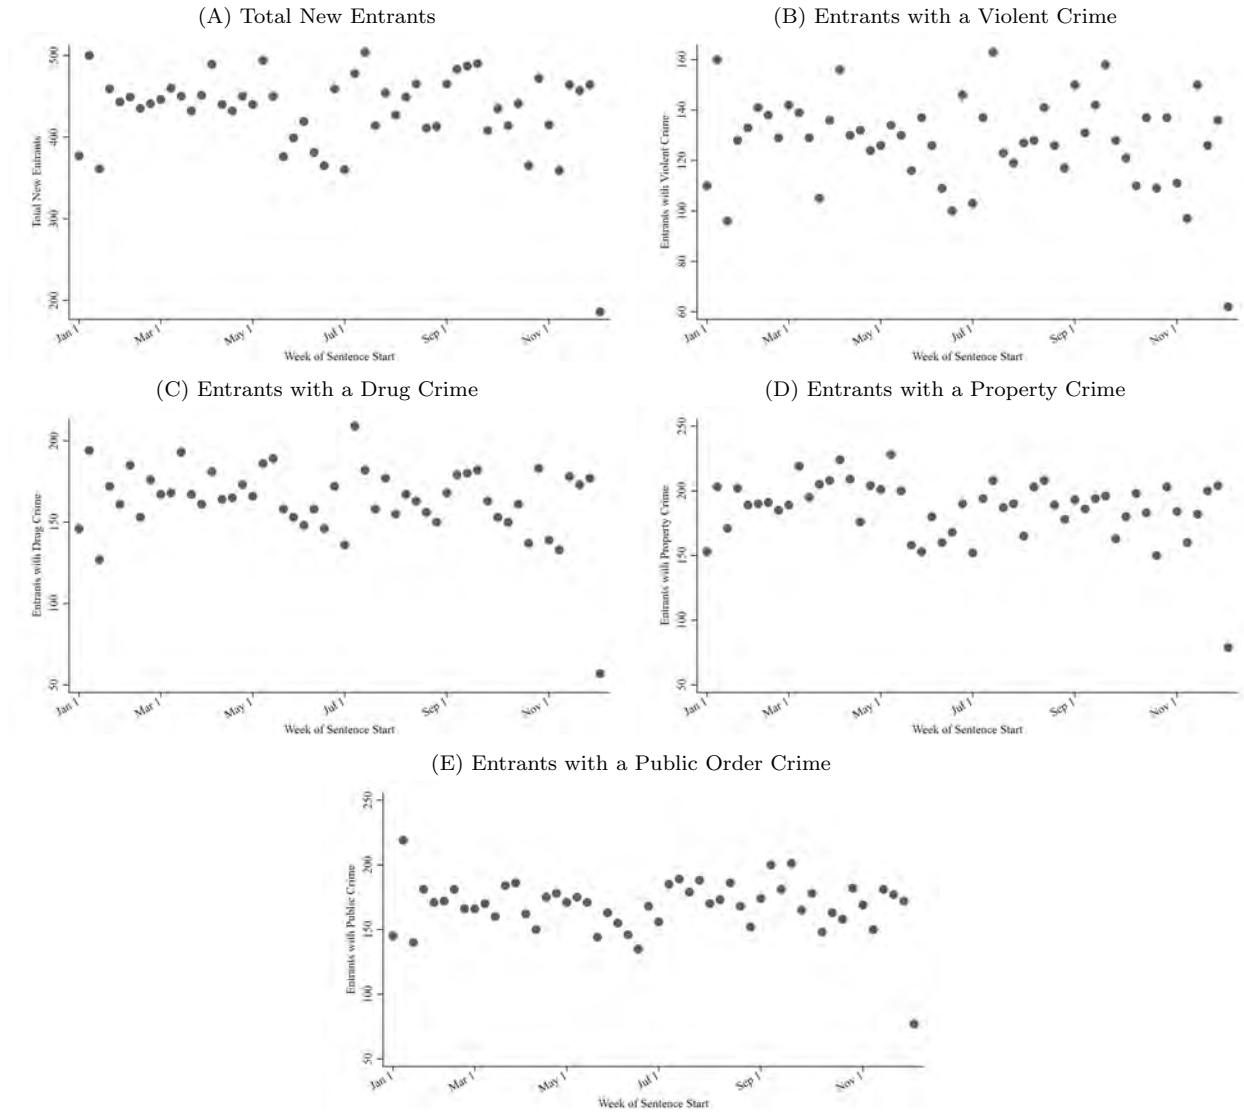 (A) Total New Entrants
500
400
300
200
Total New Entrants
Jan 1
Mar 1
May 1
Jul 1
Sep 1
Nov 1
Week of Sentence Start
(B) Entrants with a Violent Crime
160
140
120
100
80
60
Entrants with Violent Crime
Jan 1
Mar 1
May 1
Jul 1
Sep 1
Nov 1
Week of Sentence Start
(C) Entrants with a Drug Crime
200
150
100
50
Entrants with Drug Crime
Jan 1
Mar 1
May 1
Jul 1
Sep 1
Nov 1
Week of Sentence Start
(D) Entrants with a Property Crime
250
200
150
100
50
Entrants with Property Crime
Jan 1
Mar 1
May 1
Jul 1
Sep 1
Nov 1
Week of Sentence Start
(E) Entrants with a Public Order Crime
250
200
150
100
50
Entrants with Public Crime
Jan 1
Mar 1
May 1
Jul 1
Sep 1
Nov 1
Week of Sentence Start